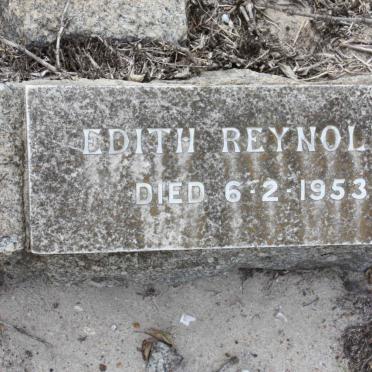 EDITH REYNOL
DIED 6-2-1953